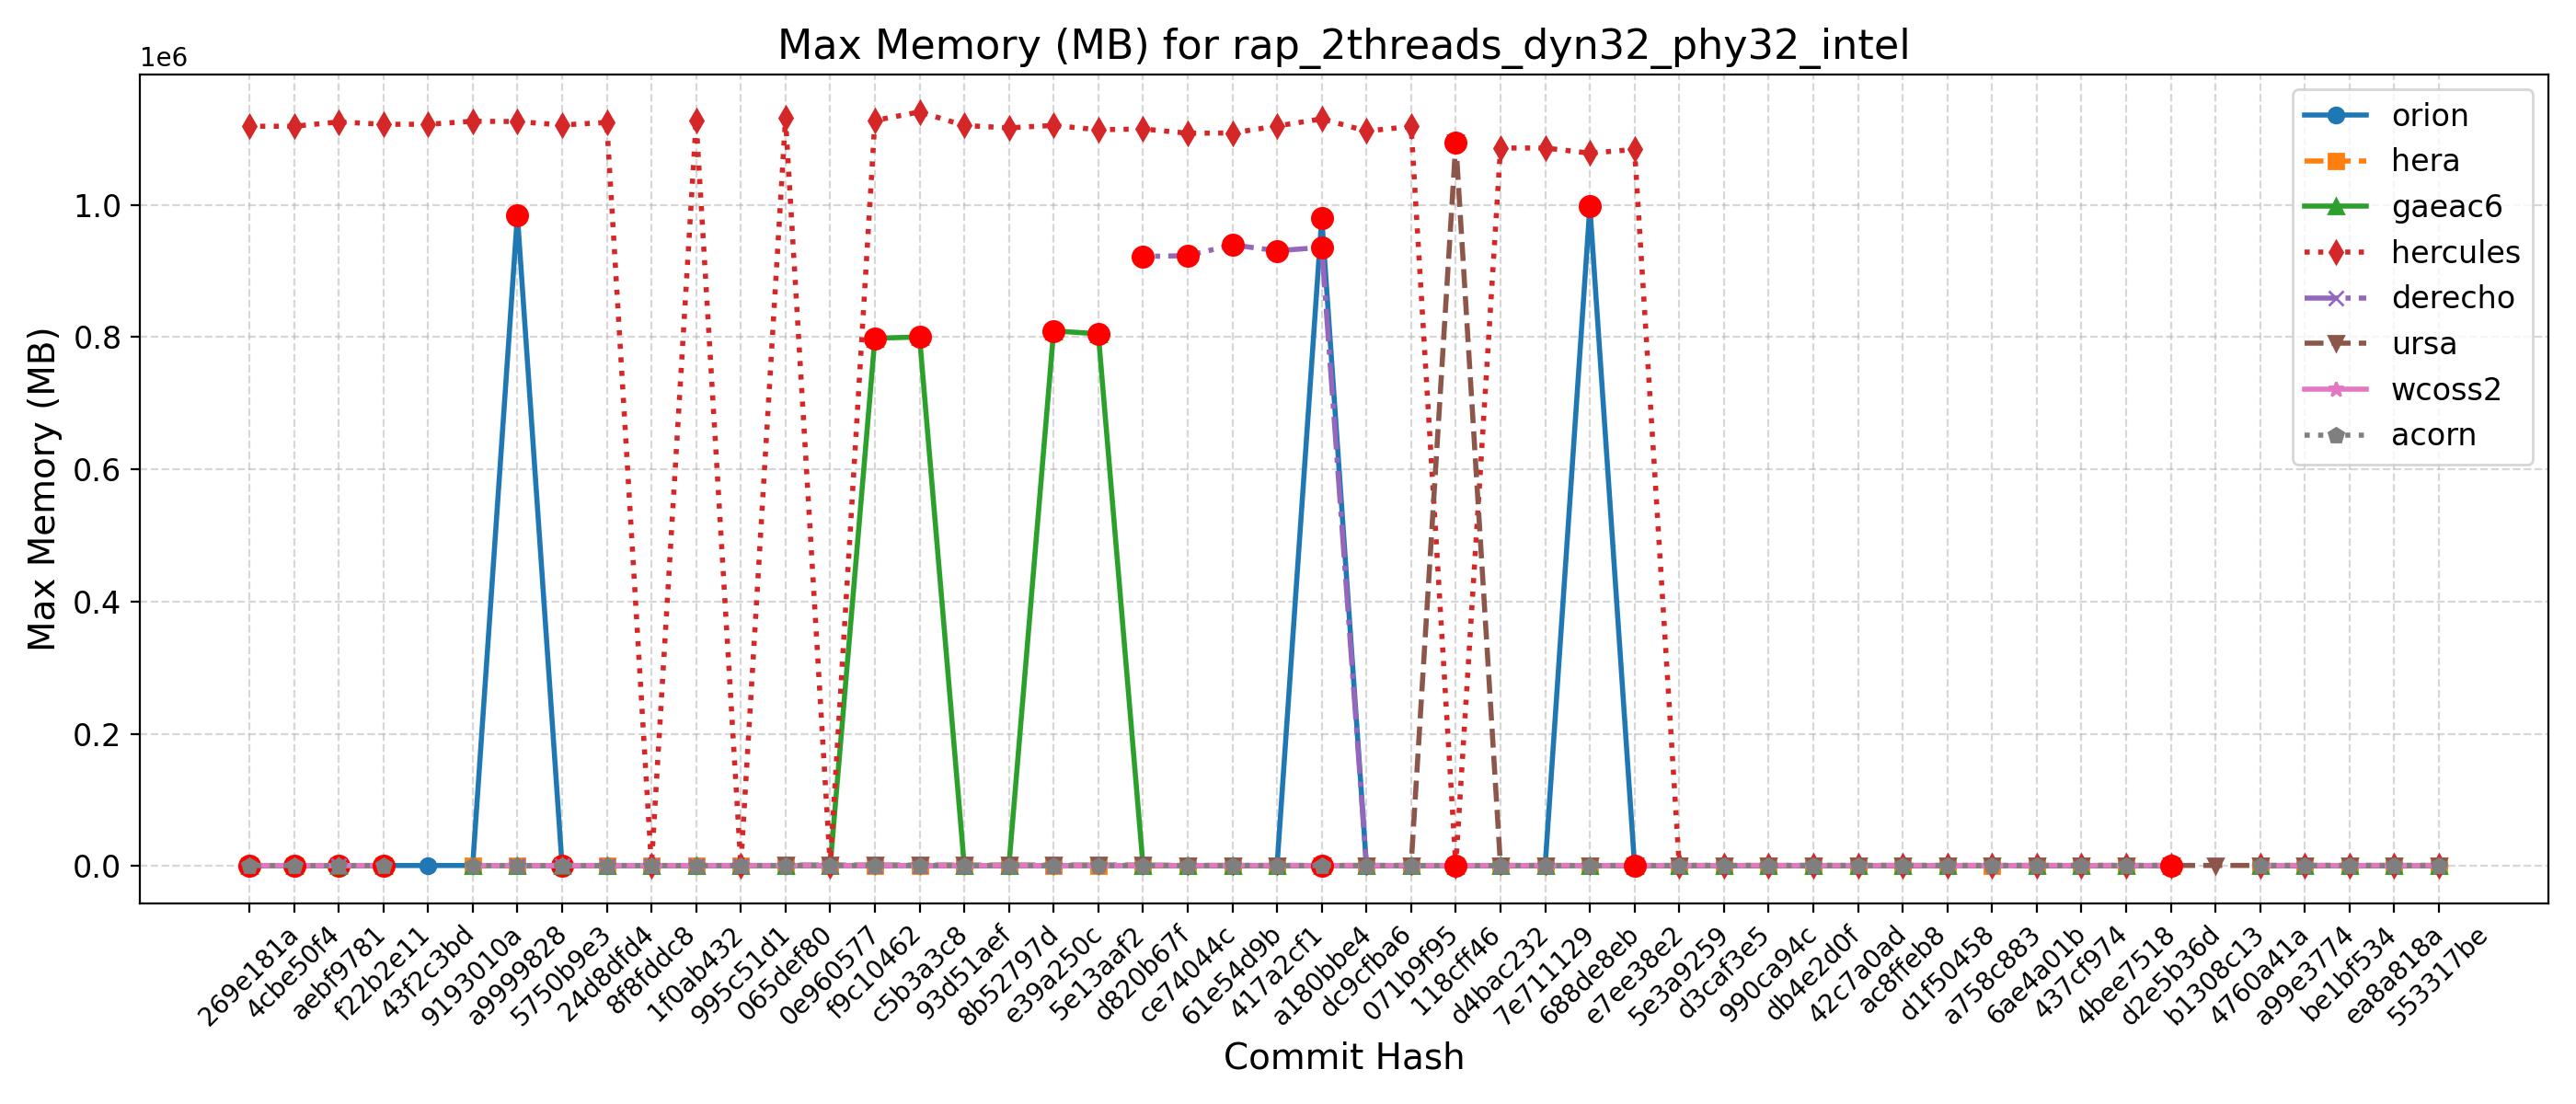 Max Memory (MB) for rap_2threads_dyn32_phy32_intel
1e6
Max Memory (MB)
1.0
0.8
0.6
0.4
0.2
0.0
orion
hera
gaeac6
hercules
derecho
ursa
wcoss2
acorn
269e181a
4cbe50f4
aebf9781
f22b2e11
43f2c3bd
9193010a
a9999828
5750b9e3
24d8dfd4
8f8fddc8
1f0ab432
995c51d1
065def80
0e960577
f9c10462
c5b3a3c8
93d51aef
8b52797d
e39a250c
5e13aaf2
d820b67f
ce74044c
61e54d9b
417a2cf1
a180bbe4
dc9cfba6
071b9f95
118cff46
d4bac232
7e711129
688de8eb
e7ee38e2
5e3a9259
d3caf3e5
990ca94c
db4e2d0f
42c7a0ad
ac8ffeb8
d1f50458
a758c883
6ae4a01b
437cf974
4bee7518
d2e5b36d
b1308c13
4760a41a
a99e3774
be1bf534
ea8a818a
553317be
Commit Hash